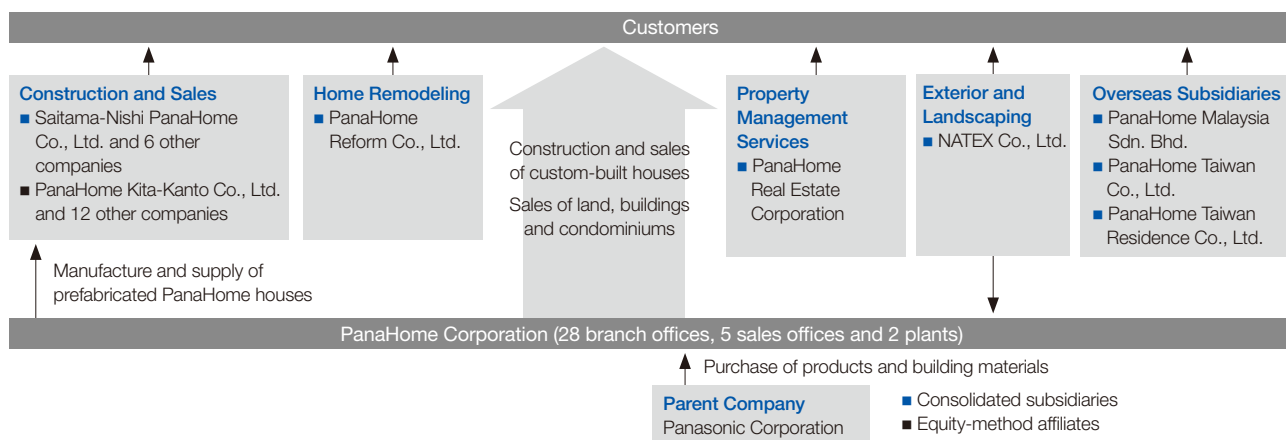 Customers
Construction and Sales
■ Saitama-Nishi PanaHome
Co., Ltd. and 6 other
companies
■ PanaHome Kita-Kanto Co., Ltd.
and 12 other companies
Home Remodeling
■ PanaHome
Reform Co., Ltd.
Construction and sales
of custom-built houses
Sales of land, buildings
and condominiums
Property
Management
Services
■ PanaHome
Real Estate
Corporation
Exterior and
Landscaping
■ NATEX Co., Ltd.
Overseas Subsidiaries
■ PanaHome Malaysia
Sdn. Bhd.
■ PanaHome Taiwan
Co., Ltd.
■ PanaHome Taiwan
Residence Co., Ltd.
Manufacture and supply of
prefabricated PanaHome houses
PanaHome Corporation (28 branch offices, 5 sales offices and 2 plants)
Purchase of products and building materials
Parent Company
Panasonic Corporation
■ Consolidated subsidiaries
■ Equity-method affiliates